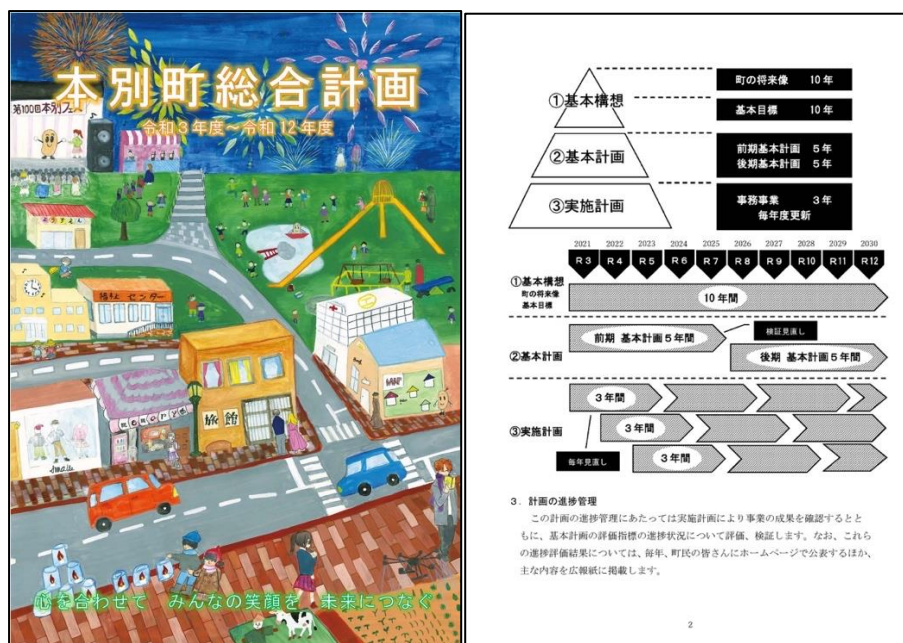 本別町総合計画
令和3年度～令和12年度
福祉センター
旅館
心を合わせて みんなの笑顔を 未来につなぐ
①基本構想
町の将来像 10年
基本目標 10年
②基本計画
前期基本計画 5年
後期基本計画 5年
③実施計画
事務事業 3年
毎年度更新
2021 2022 2023 2024 2025 2026 2027 2028 2029 2030
R3 R4 R5 R6 R7 R8 R9 R10 R11 R12
①基本構想
町の将来像
基本目標
10年間
②基本計画
前期 基本計画5年間
検証見直し
後期 基本計画5年間
③実施計画
3年間
3年間
3年間
毎年見直し
3．計画の進捗管理
この計画の進捗管理にあたっては実施計画により事業の成果を確認するとと
もに、基本計画の評価指標の進捗状況について評価、検証します。なお、これら
の進捗評価結果については、毎年、町民の皆さんにホームページで公表するほか、
主な内容を広報紙に掲載します。
2